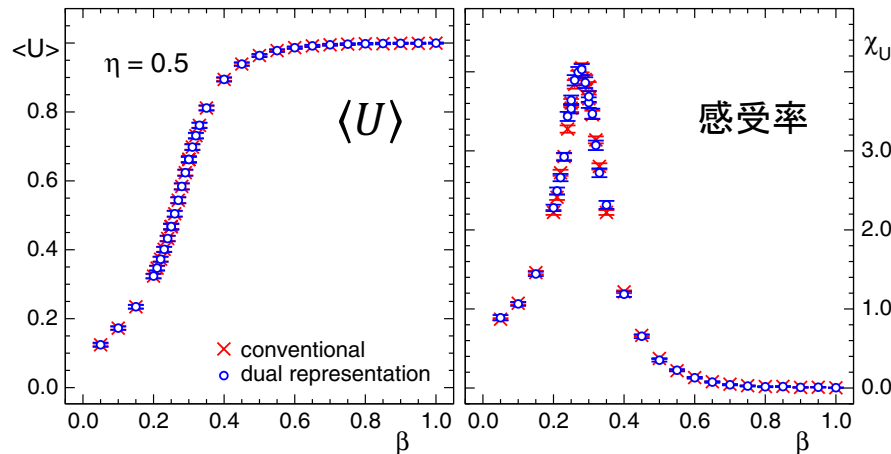 <U>
η = 0.5
⟨U⟩
0.8
0.6
0.4
0.2
0.0
× conventional
○ dual representation
0.0 0.2 0.4 0.6 0.8 1.0
β
χU
感受率
3.0
2.0
1.0
0.0
0.0 0.2 0.4 0.6 0.8 1.0
β